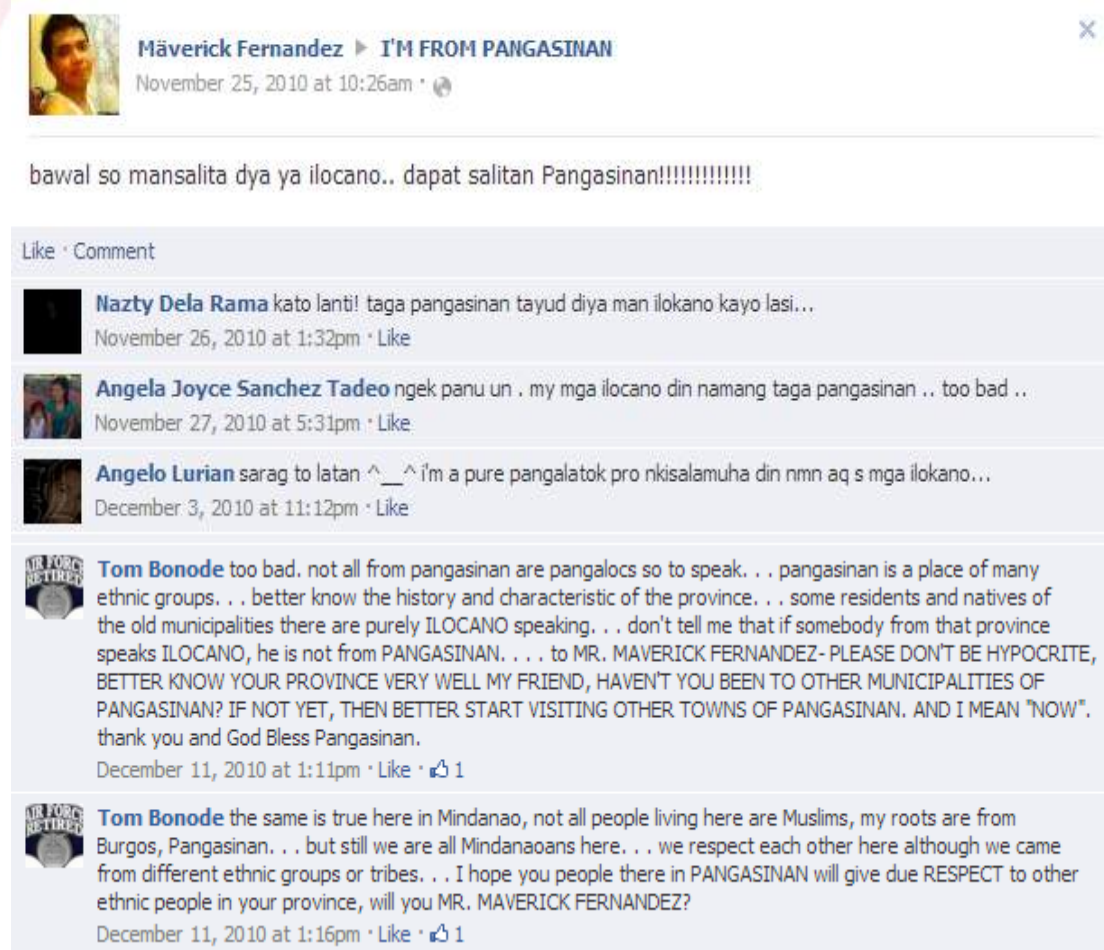 Mäverick Fernandez ▶ I'M FROM PANGASINAN
November 25, 2010 at 10:26am ·
bawal so mansalita dya ya ilocano.. dapat salitan Pangasinan!!!!!!!!!!!!!
Like · Comment
Nazty Dela Rama kato lanti! taga pangasinan tayud diya man ilokano kayo lasi...
November 26, 2010 at 1:32pm · Like
Angela Joyce Sanchez Tadeo ngek panu un . my mga ilocano din namang taga pangasinan .. too bad ..
November 27, 2010 at 5:31pm · Like
Angelo Lurian sarag to latan ^__^ i'm a pure pangalatok pro nkisalamuha din nmn aq s mga ilokano...
December 3, 2010 at 11:12pm · Like
AIR FORCE
RETIRED
Tom Bonode too bad. not all from pangasinan are pangalocs so to speak. . . pangasinan is a place of many
ethnic groups. . . better know the history and characteristic of the province. . . some residents and natives of
the old municipalities there are purely ILOCANO speaking. . . don't tell me that if somebody from that province
speaks ILOCANO, he is not from PANGASINAN. . . . to MR. MAVERICK FERNANDEZ- PLEASE DON'T BE HYPOCRITE,
BETTER KNOW YOUR PROVINCE VERY WELL MY FRIEND, HAVEN'T YOU BEEN TO OTHER MUNICIPALITIES OF
PANGASINAN? IF NOT YET, THEN BETTER START VISITING OTHER TOWNS OF PANGASINAN. AND I MEAN "NOW".
thank you and God Bless Pangasinan.
December 11, 2010 at 1:11pm · Like · 1
AIR FORCE
RETIRED
Tom Bonode the same is true here in Mindanao, not all people living here are Muslims, my roots are from
Burgos, Pangasinan. . . but still we are all Mindanaoans here. . . we respect each other here although we came
from different ethnic groups or tribes. . . I hope you people there in PANGASINAN will give due RESPECT to other
ethnic people in your province, will you MR. MAVERICK FERNANDEZ?
December 11, 2010 at 1:16pm · Like · 1